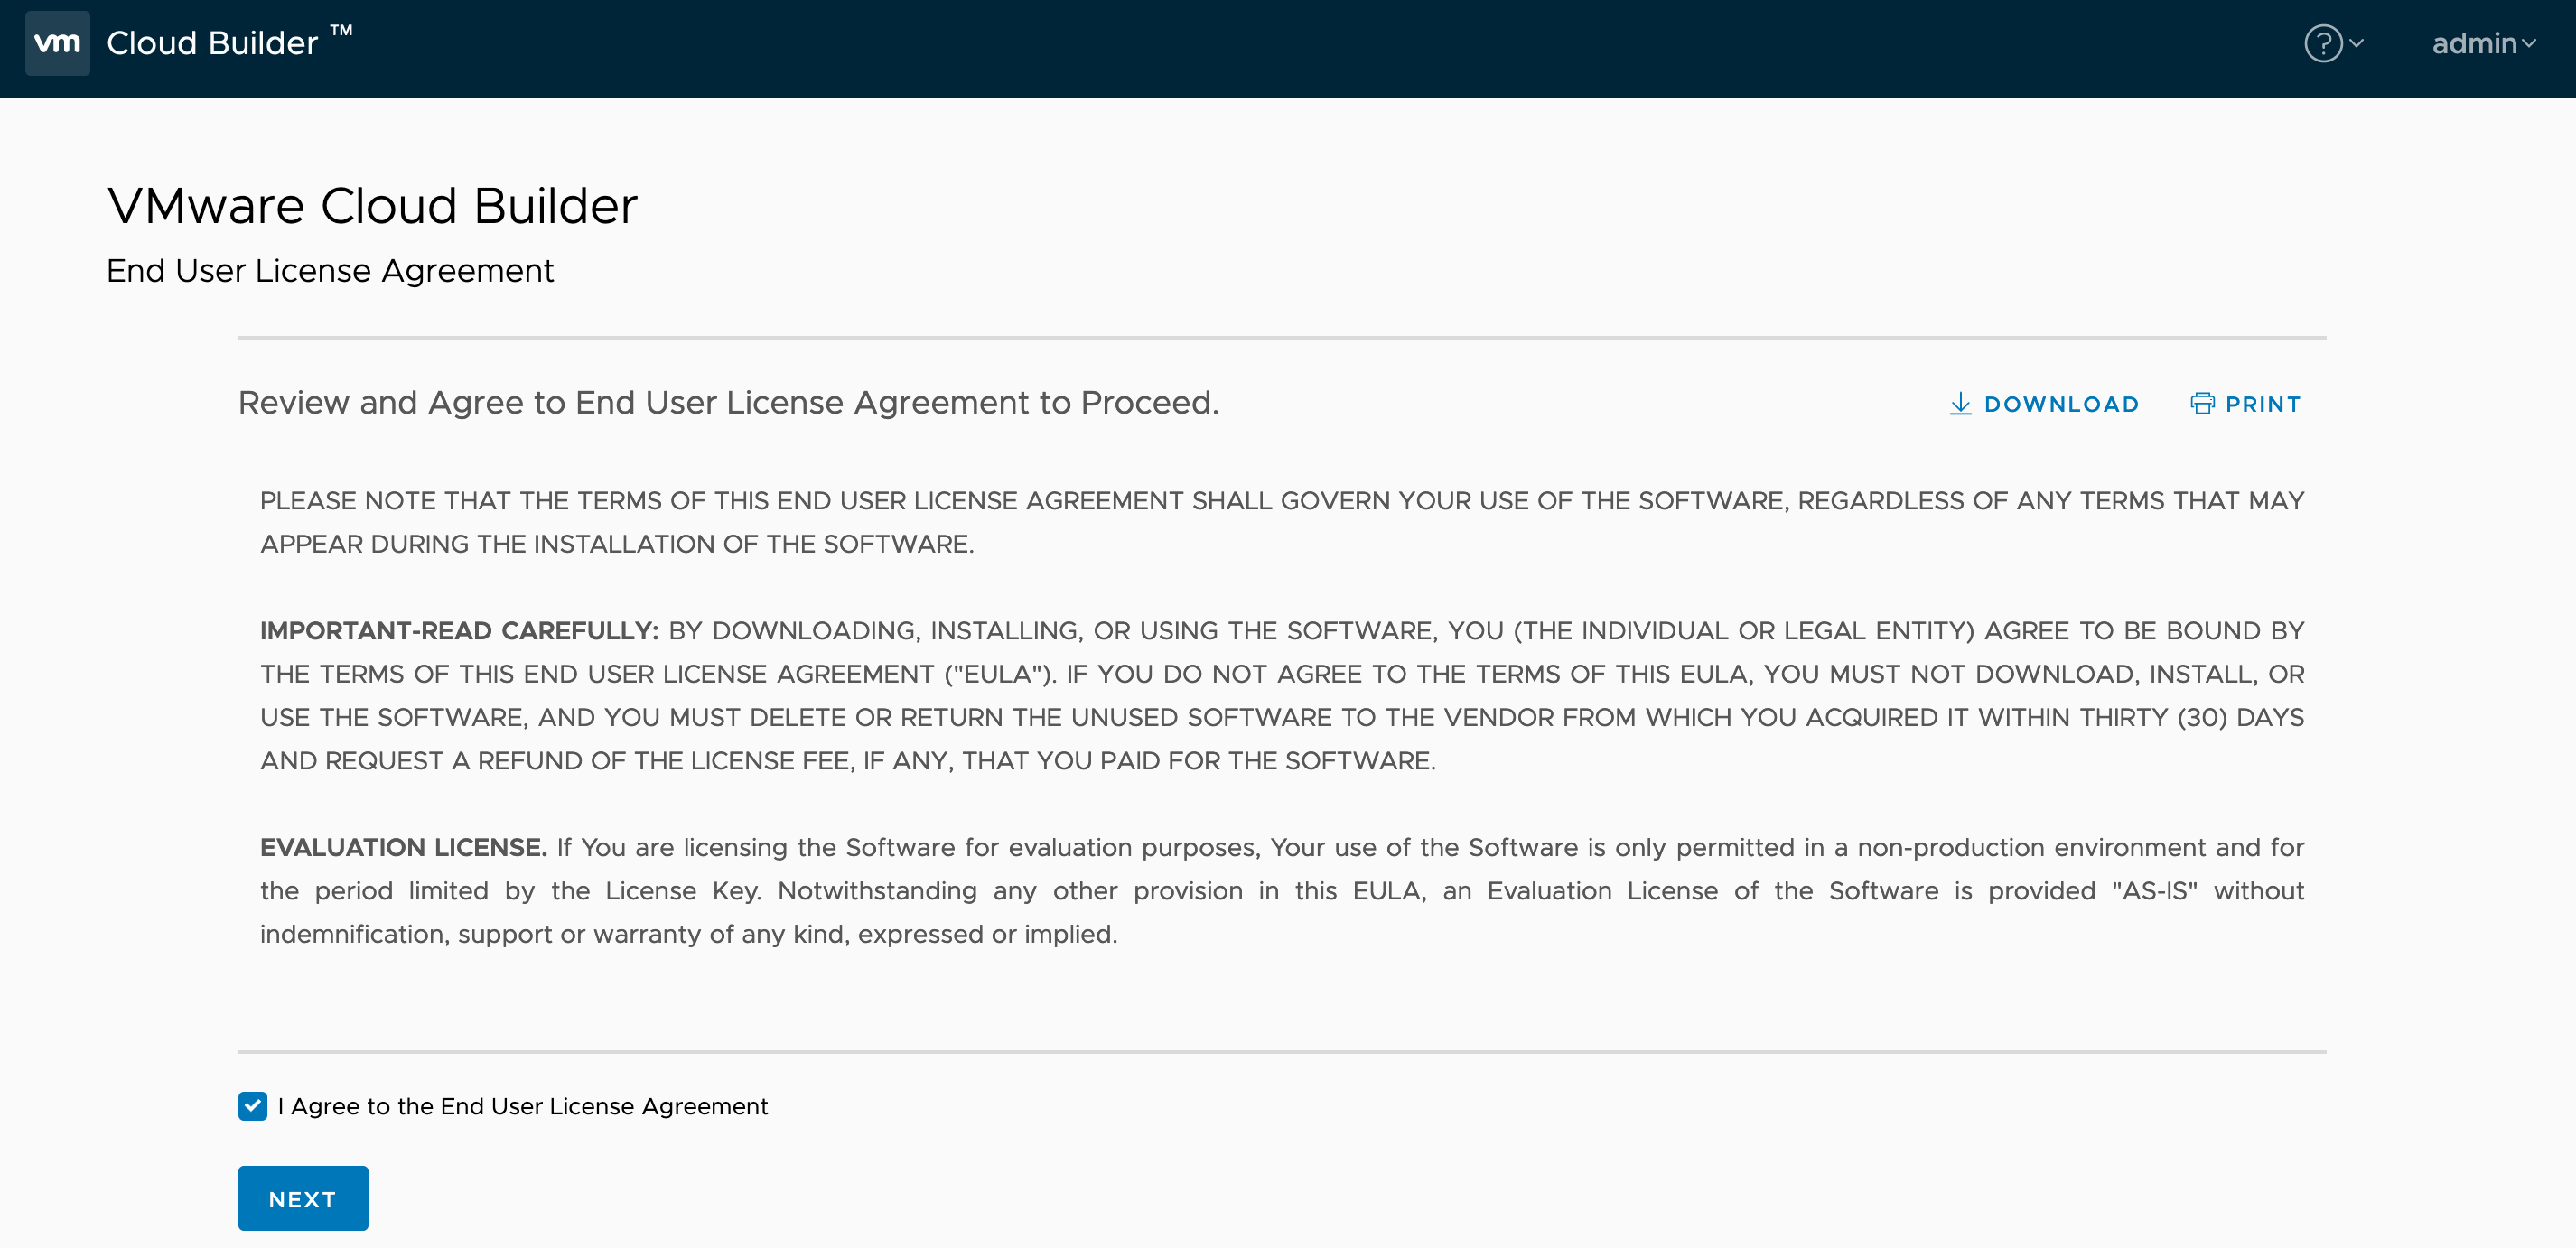 vm Cloud Builder ™
? admin
VMware Cloud Builder
End User License Agreement
Review and Agree to End User License Agreement to Proceed.
DOWNLOAD PRINT
PLEASE NOTE THAT THE TERMS OF THIS END USER LICENSE AGREEMENT SHALL GOVERN YOUR USE OF THE SOFTWARE, REGARDLESS OF ANY TERMS THAT MAY
APPEAR DURING THE INSTALLATION OF THE SOFTWARE.
IMPORTANT-READ CAREFULLY: BY DOWNLOADING, INSTALLING, OR USING THE SOFTWARE, YOU (THE INDIVIDUAL OR LEGAL ENTITY) AGREE TO BE BOUND BY
THE TERMS OF THIS END USER LICENSE AGREEMENT ("EULA"). IF YOU DO NOT AGREE TO THE TERMS OF THIS EULA, YOU MUST NOT DOWNLOAD, INSTALL, OR
USE THE SOFTWARE, AND YOU MUST DELETE OR RETURN THE UNUSED SOFTWARE TO THE VENDOR FROM WHICH YOU ACQUIRED IT WITHIN THIRTY (30) DAYS
AND REQUEST A REFUND OF THE LICENSE FEE, IF ANY, THAT YOU PAID FOR THE SOFTWARE.
EVALUATION LICENSE. If You are licensing the Software for evaluation purposes, Your use of the Software is only permitted in a non-production environment and for
the period limited by the License Key. Notwithstanding any other provision in this EULA, an Evaluation License of the Software is provided "AS-IS" without
indemnification, support or warranty of any kind, expressed or implied.
I Agree to the End User License Agreement
NEXT